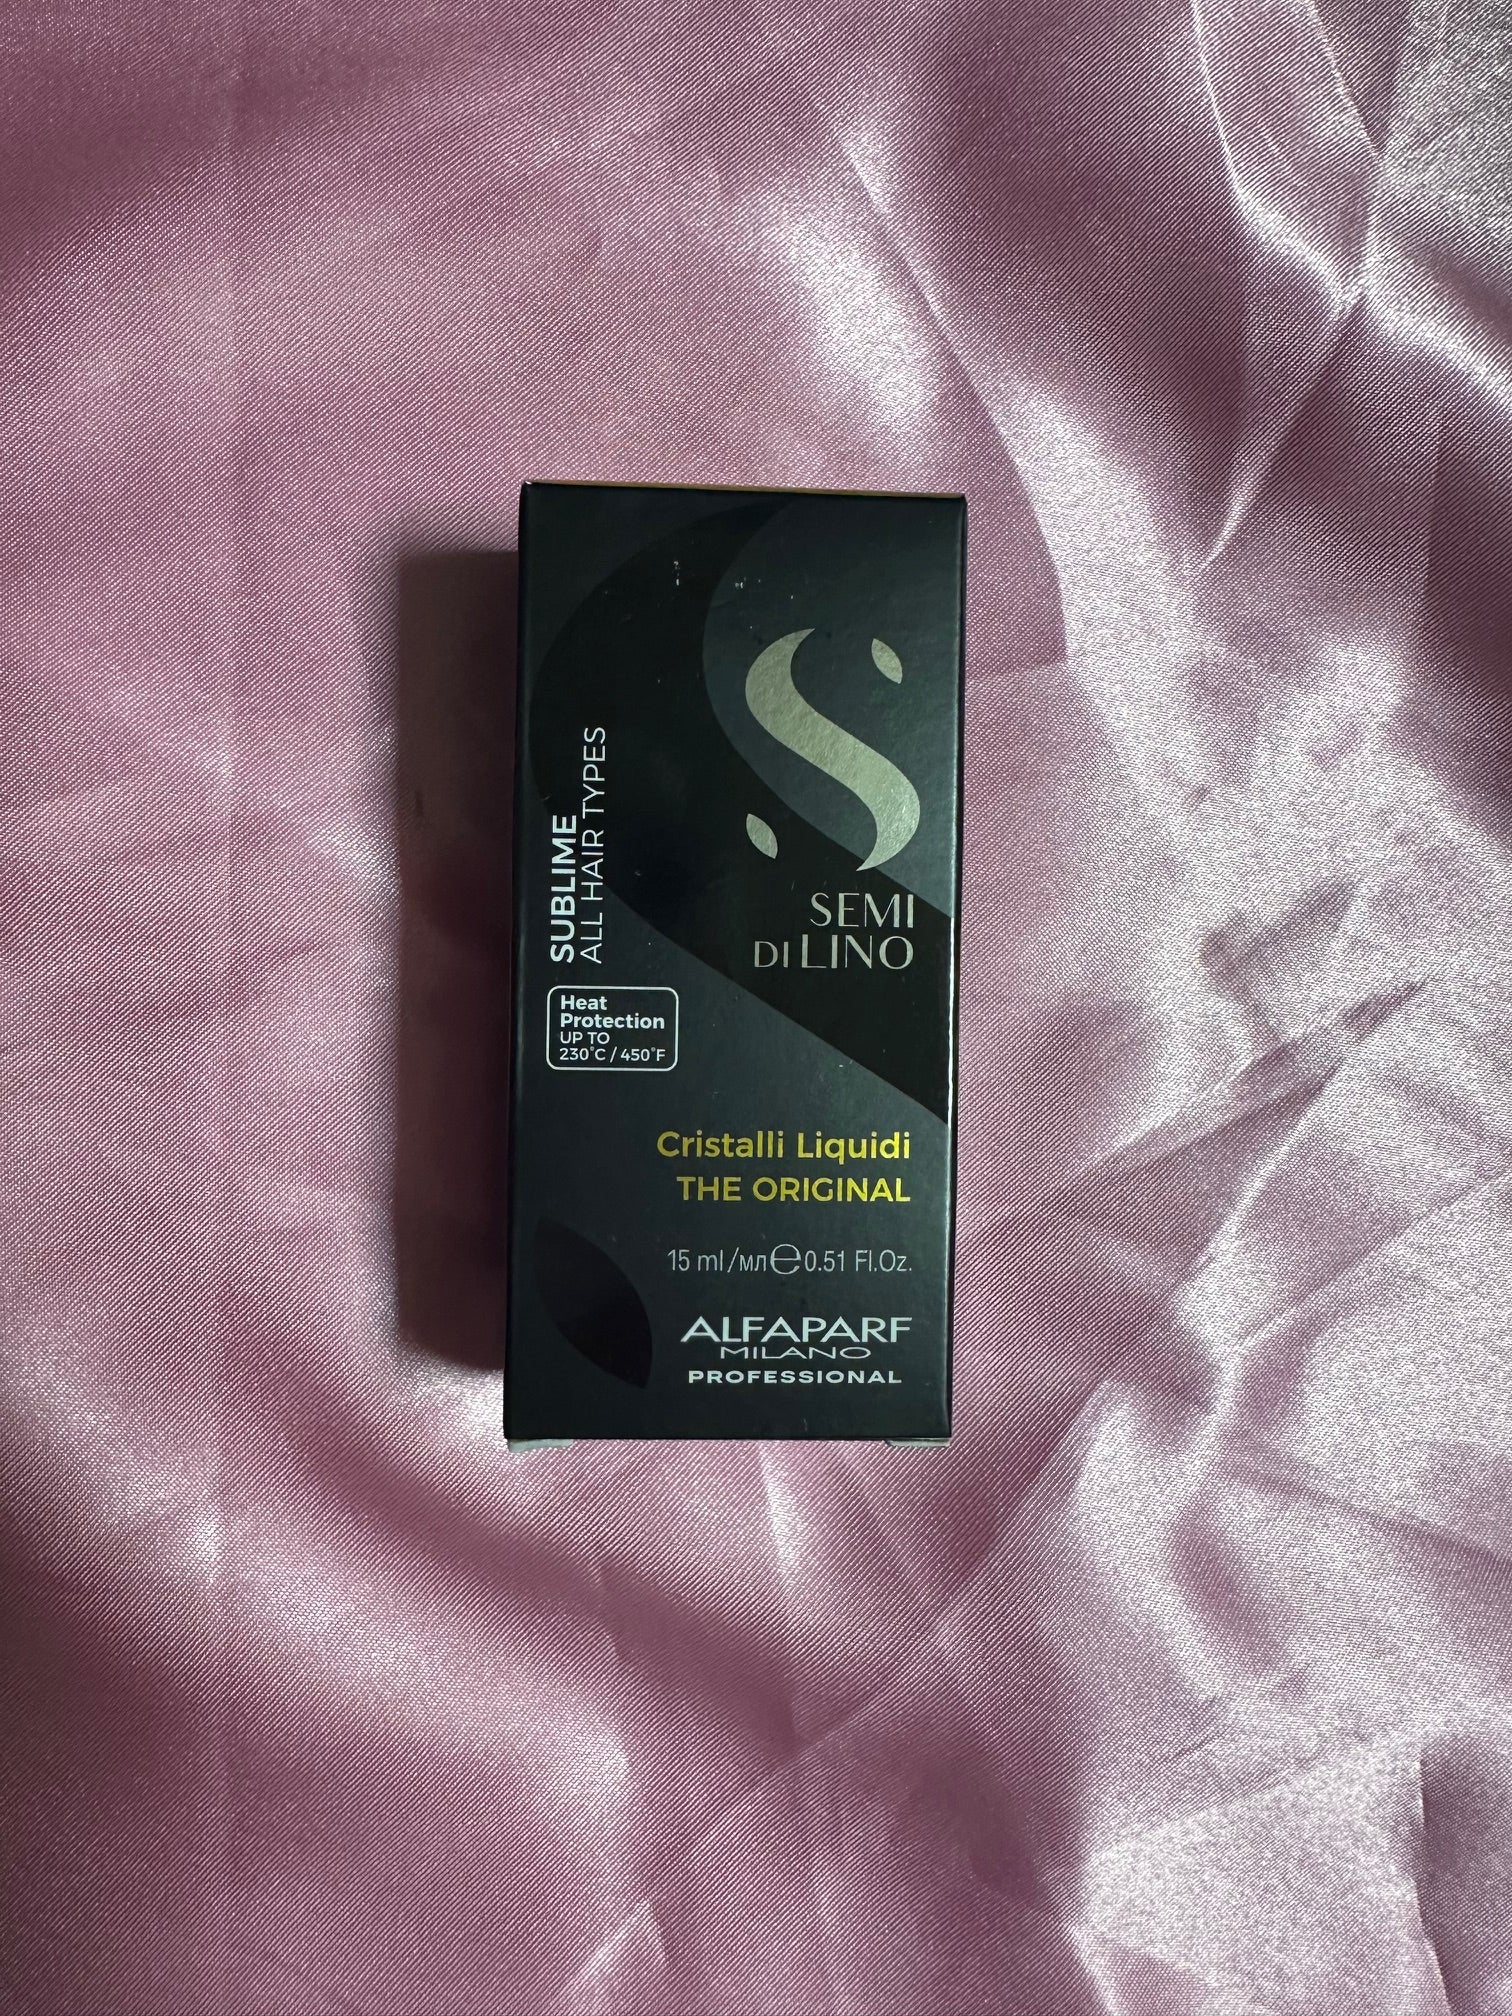 SUBLIME
ALL HAIR TYPES
Heat
Protection
UP TO
230°C / 450°F
SEMI
DI LINO
Cristalli Liquidi
THE ORIGINAL
15 ml/мл℮0.51 Fl.Oz.
ALFAPARF
MILANO
PROFESSIONAL